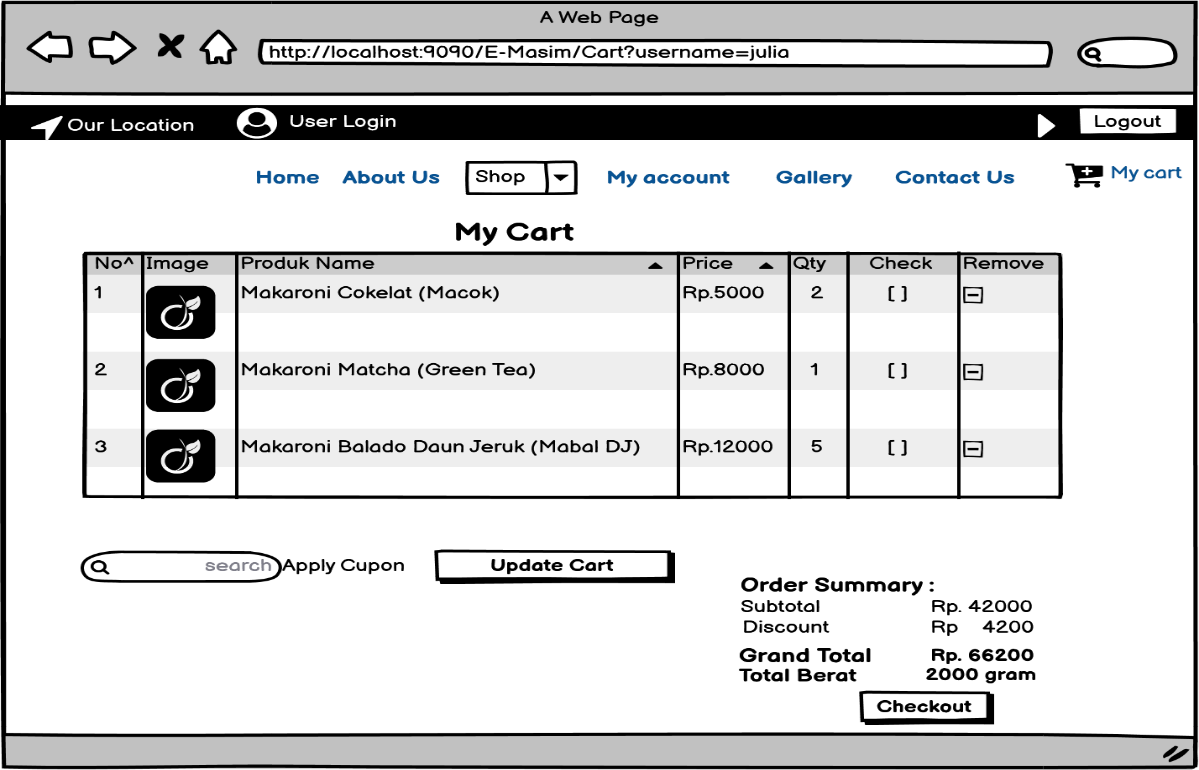 A Web Page
http://localhost:9090/E-Masim/Cart?username=julia
Our Location User Login Logout
Home About Us Shop My account Gallery Contact Us My cart
My Cart
No^ Image Produk Name Price Qty Check Remove
1 Makaroni Cokelat (Macok) Rp.5000 2 [ ]
2 Makaroni Matcha (Green Tea) Rp.8000 1 [ ]
3 Makaroni Balado Daun Jeruk (Mabal DJ) Rp.12000 5 [ ]
search Apply Cupon Update Cart
Order Summary :
Subtotal Rp. 42000
Discount Rp 4200
Grand Total Rp. 66200
Total Berat 2000 gram
Checkout